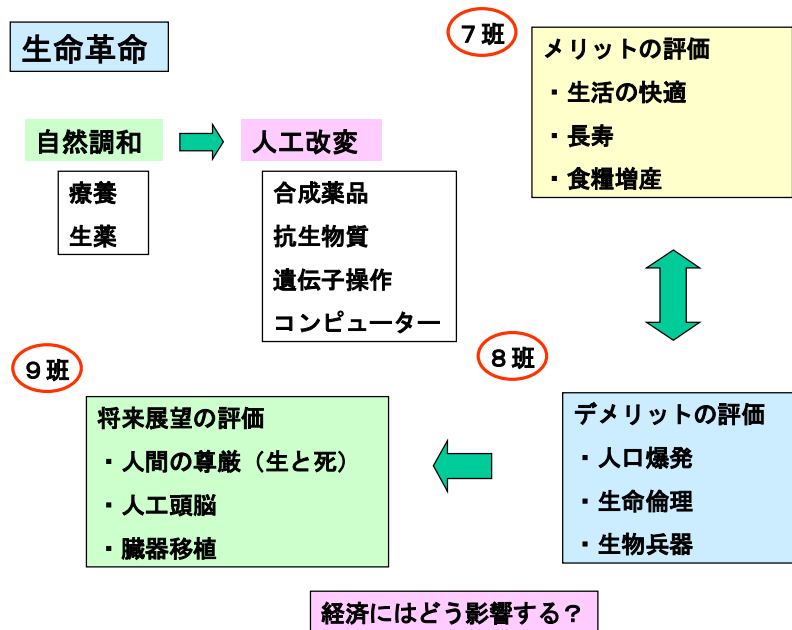 生命革命
自然調和
人工改変
療養
生薬
合成薬品
抗生物質
遺伝子操作
コンピューター
７班
メリットの評価
・生活の快適
・長寿
・食糧増産
８班
デメリットの評価
・人口爆発
・生命倫理
・生物兵器
９班
将来展望の評価
・人間の尊厳（生と死）
・人工頭脳
・臓器移植
経済にはどう影響する？